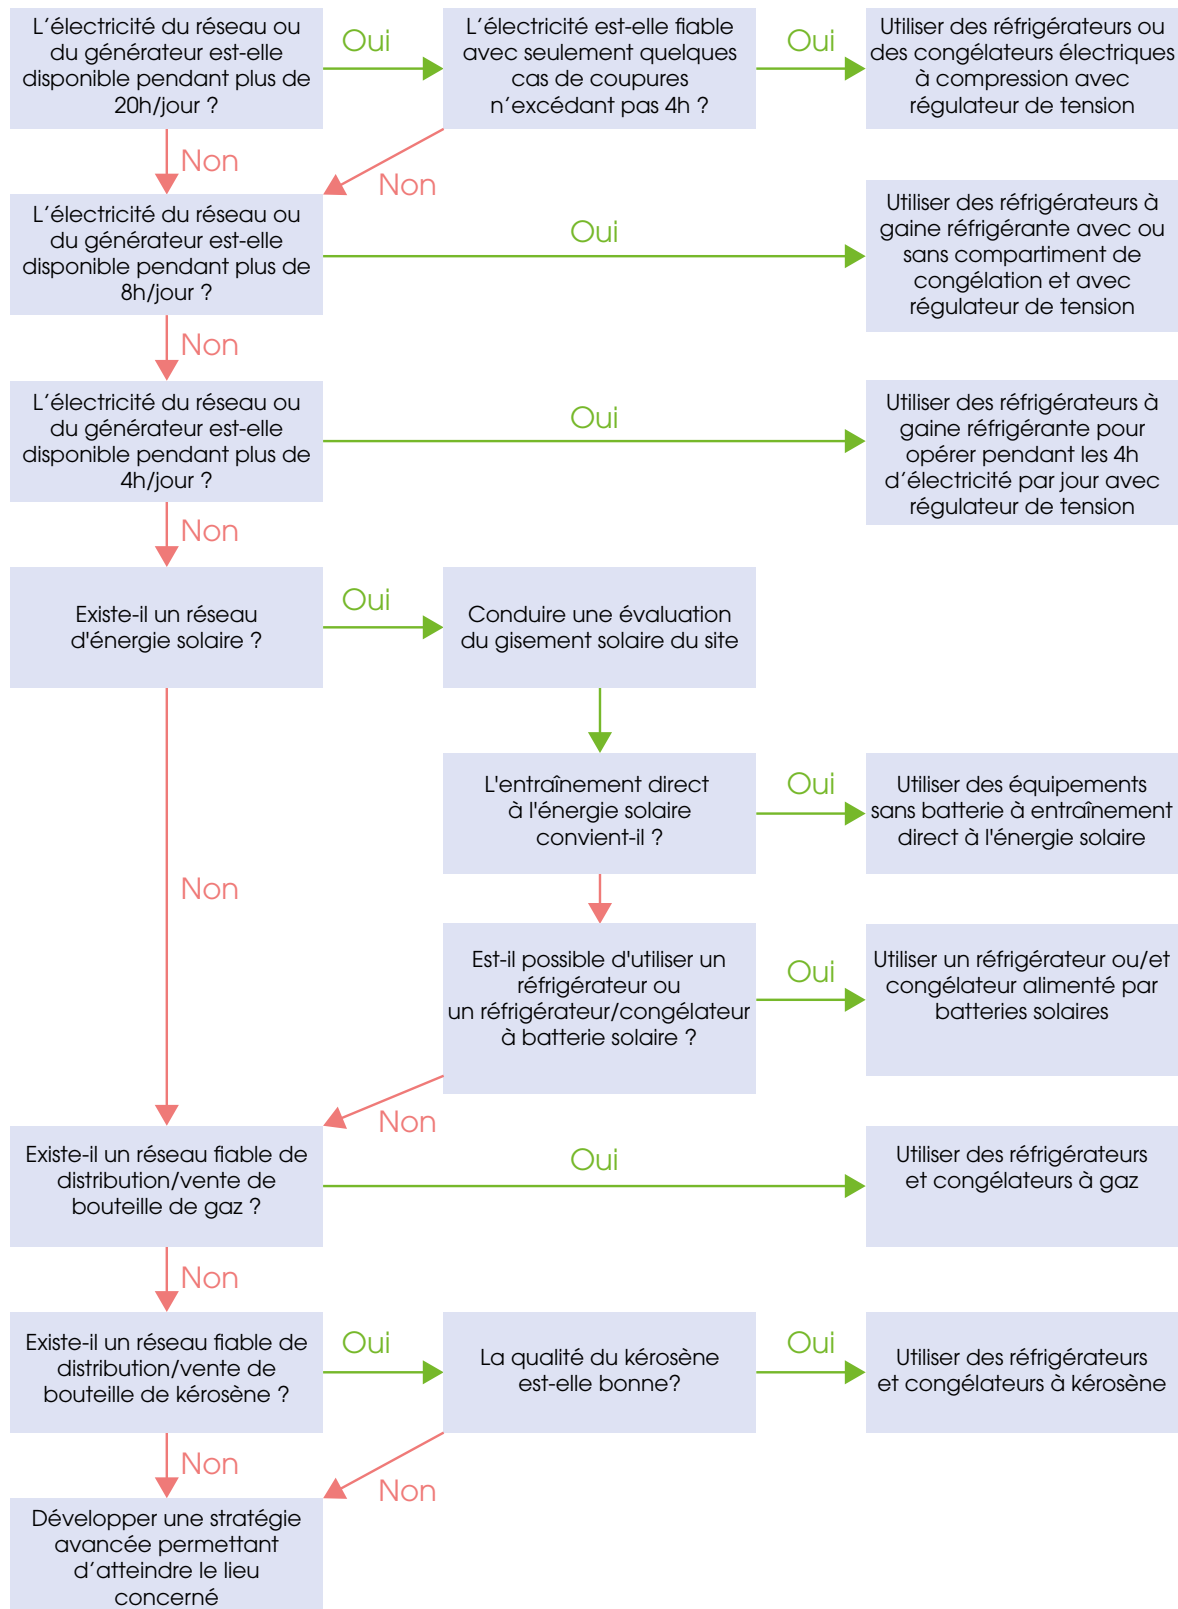 L’électricité du réseau ou
du générateur est-elle
disponible pendant plus de
20h/jour ?
Oui
L’électricité est-elle fiable
avec seulement quelques
cas de coupures
n’excédant pas 4h ?
Oui
Utiliser des réfrigérateurs ou
des congélateurs électriques
à compression avec
régulateur de tension
Non
Non
L’électricité du réseau ou
du générateur est-elle
disponible pendant plus de
8h/jour ?
Oui
Utiliser des réfrigérateurs à
gaine réfrigérante avec ou
sans compartiment de
congélation et avec
régulateur de tension
Non
L’électricité du réseau ou
du générateur est-elle
disponible pendant plus de
4h/jour ?
Oui
Utiliser des réfrigérateurs à
gaine réfrigérante pour
opérer pendant les 4h
d’électricité par jour avec
régulateur de tension
Non
Existe-il un réseau
d'énergie solaire ?
Oui
Conduire une évaluation
du gisement solaire du site
L'entraînement direct
à l'énergie solaire
convient-il ?
Oui
Utiliser des équipements
sans batterie à entraînement
direct à l'énergie solaire
Non
Est-il possible d'utiliser un
réfrigérateur ou
un réfrigérateur/congélateur
à batterie solaire ?
Oui
Utiliser un réfrigérateur ou/et
congélateur alimenté par
batteries solaires
Non
Existe-il un réseau fiable de
distribution/vente de
bouteille de gaz ?
Oui
Utiliser des réfrigérateurs
et congélateurs à gaz
Non
Existe-il un réseau fiable de
distribution/vente de
bouteille de kérosène ?
Oui
La qualité du kérosène
est-elle bonne?
Oui
Utiliser des réfrigérateurs
et congélateurs à kérosène
Non
Non
Développer une stratégie
avancée permettant
d’atteindre le lieu
concerné